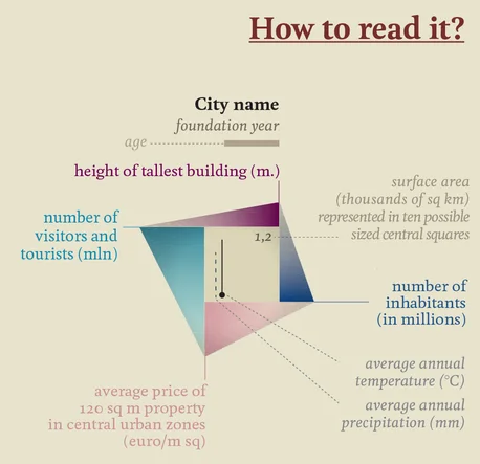 How to read it?
City name
foundation year
age
height of tallest building (m.)
surface area
(thousands of sq km)
represented in ten possible
sized central squares
number of
visitors and
tourists (mln)
1,2
number of
inhabitants
(in millions)
average annual
temperature (°C)
average annual
precipitation (mm)
average price of
120 sq m property
in central urban zones
(euro/m sq)